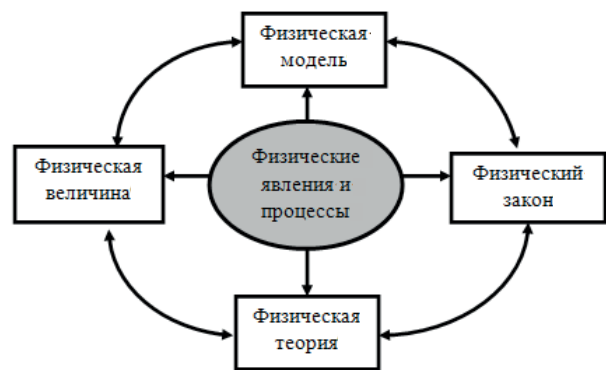 Физическая
модель
Физическая
величина
Физические
явления и
процессы
Физический
закон
Физическая
теория